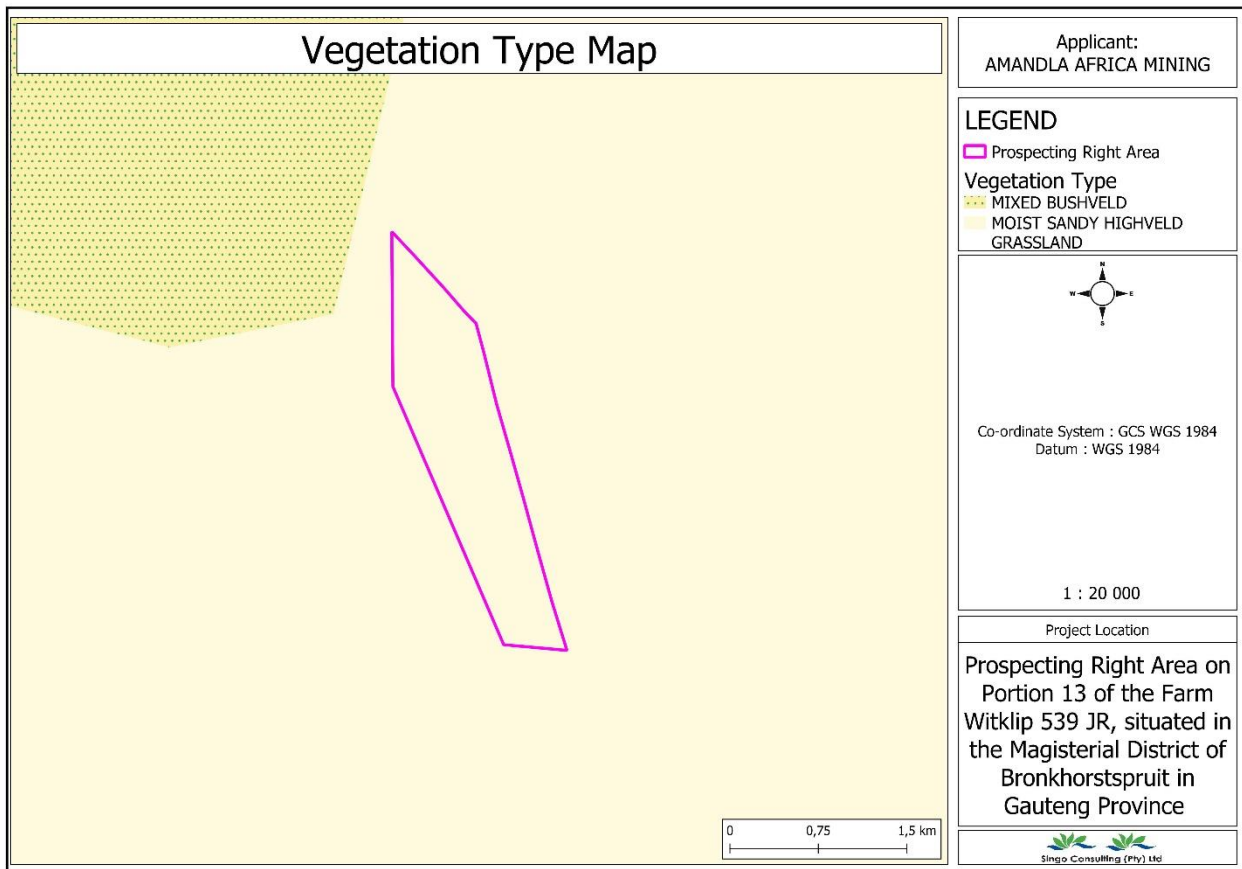 Vegetation Type Map
Applicant:
AMANDLA AFRICA MINING
LEGEND
Prospecting Right Area
Vegetation Type
MIXED BUSHVELD
MOIST SANDY HIGHVELD
GRASSLAND
N
W E
S
Co-ordinate System : GCS WGS 1984
Datum : WGS 1984
1 : 20 000
Project Location
Prospecting Right Area on
Portion 13 of the Farm
Witklip 539 JR, situated in
the Magisterial District of
Bronkhorstspruit in
Gauteng Province
0 0,75 1,5 km
Singo Consulting (Pty) Ltd